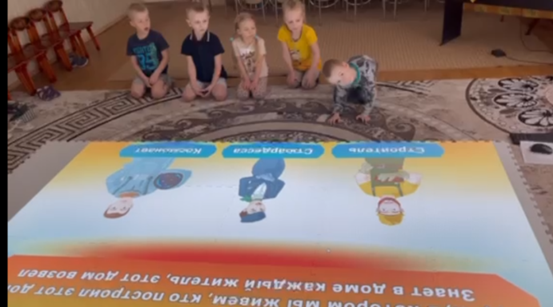 котором мы живем, кто построил этот
Знает в доме каждый житель, этот дом возвел
Строитель
Стюардесса
Космонавт